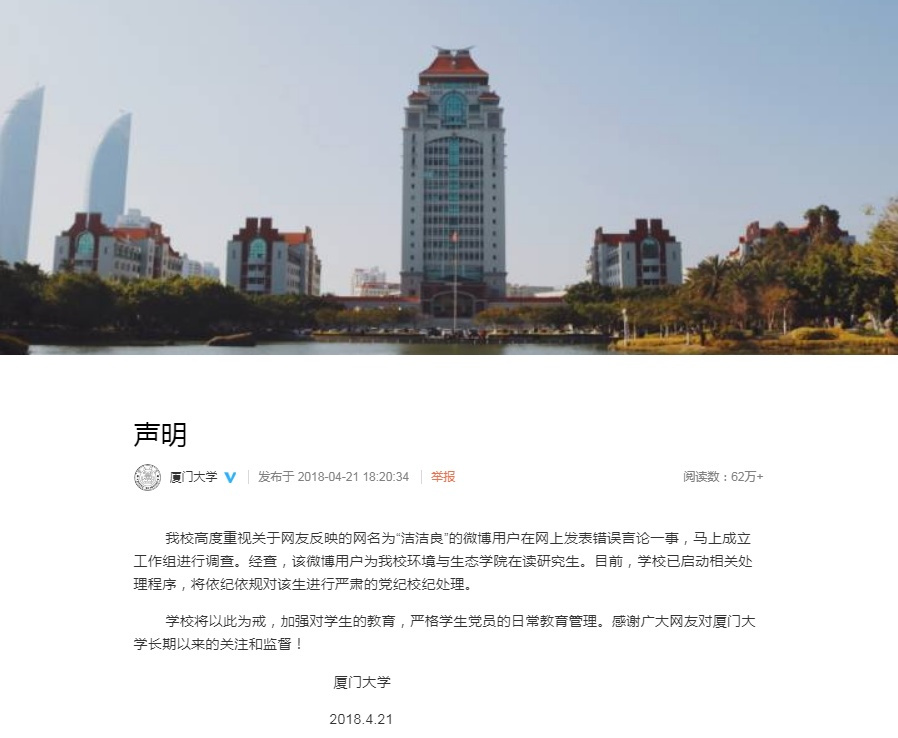 声明
厦门大学 发布于 2018-04-21 18:20:34 举报 阅读数：62万+
我校高度重视关于网友反映的网名为“洁洁良”的微博用户在网上发表错误言论一事，马上成立
工作组进行调查。经查，该微博用户为我校环境与生态学院在读研究生。目前，学校已启动相关处
理程序，将依纪依规对该生进行严肃的党纪校纪处理。
学校将以此为戒，加强对学生的教育，严格学生党员的日常教育管理。感谢广大网友对厦门大
学长期以来的关注和监督！
厦门大学
2018.4.21